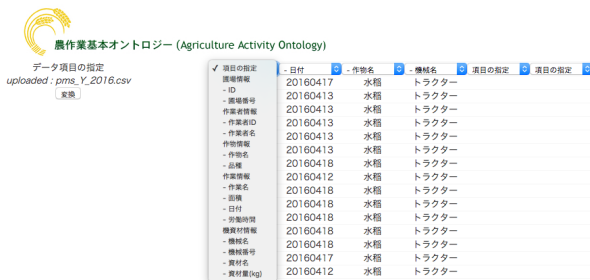 農作業基本オントロジー (Agriculture Activity Ontology)
データ項目の指定
uploaded : pms_Y_2016.csv
変換
✓ 項目の指定
圃場情報
- ID
- 圃場番号
作業者情報
- 作業者ID
- 作業者名
作物情報
- 作物名
- 品種
作業情報
- 作業名
- 面積
- 日付
- 労働時間
機資材情報
- 機械名
- 機械番号
- 資材名
- 資材量(kg)
- 日付 - 作物名 - 機械名 項目の指定 項目の指定
20160417 水稲 トラクター
20160413 水稲 トラクター
20160413 水稲 トラクター
20160413 水稲 トラクター
20160413 水稲 トラクター
20160413 水稲 トラクター
20160418 水稲 トラクター
20160412 水稲 トラクター
20160418 水稲 トラクター
20160418 水稲 トラクター
20160418 水稲 トラクター
20160418 水稲 トラクター
20160418 水稲 トラクター
20160417 水稲 トラクター
20160412 水稲 トラクター